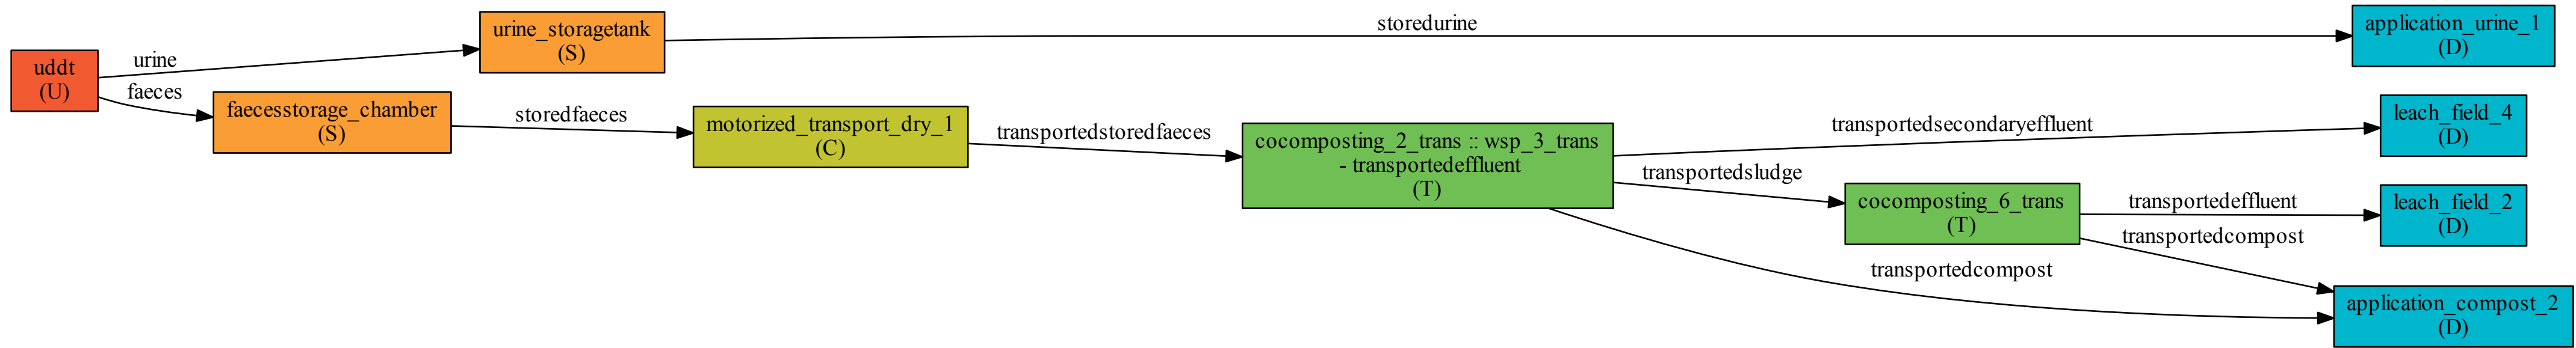 uddt
(U)
urine
faeces
urine_storagetank
(S)
faecesstorage_chamber
(S)
storedurine
storedfaeces
motorized_transport_dry_1
(C)
transportedstoredfaeces
cocomposting_2_trans :: wsp_3_trans
- transportedeffluent
(T)
transportedsecondaryeffluent
transportedsludge
transportedcompost
cocomposting_6_trans
(T)
transportedeffluent
transportedcompost
application_urine_1
(D)
leach_field_4
(D)
leach_field_2
(D)
application_compost_2
(D)